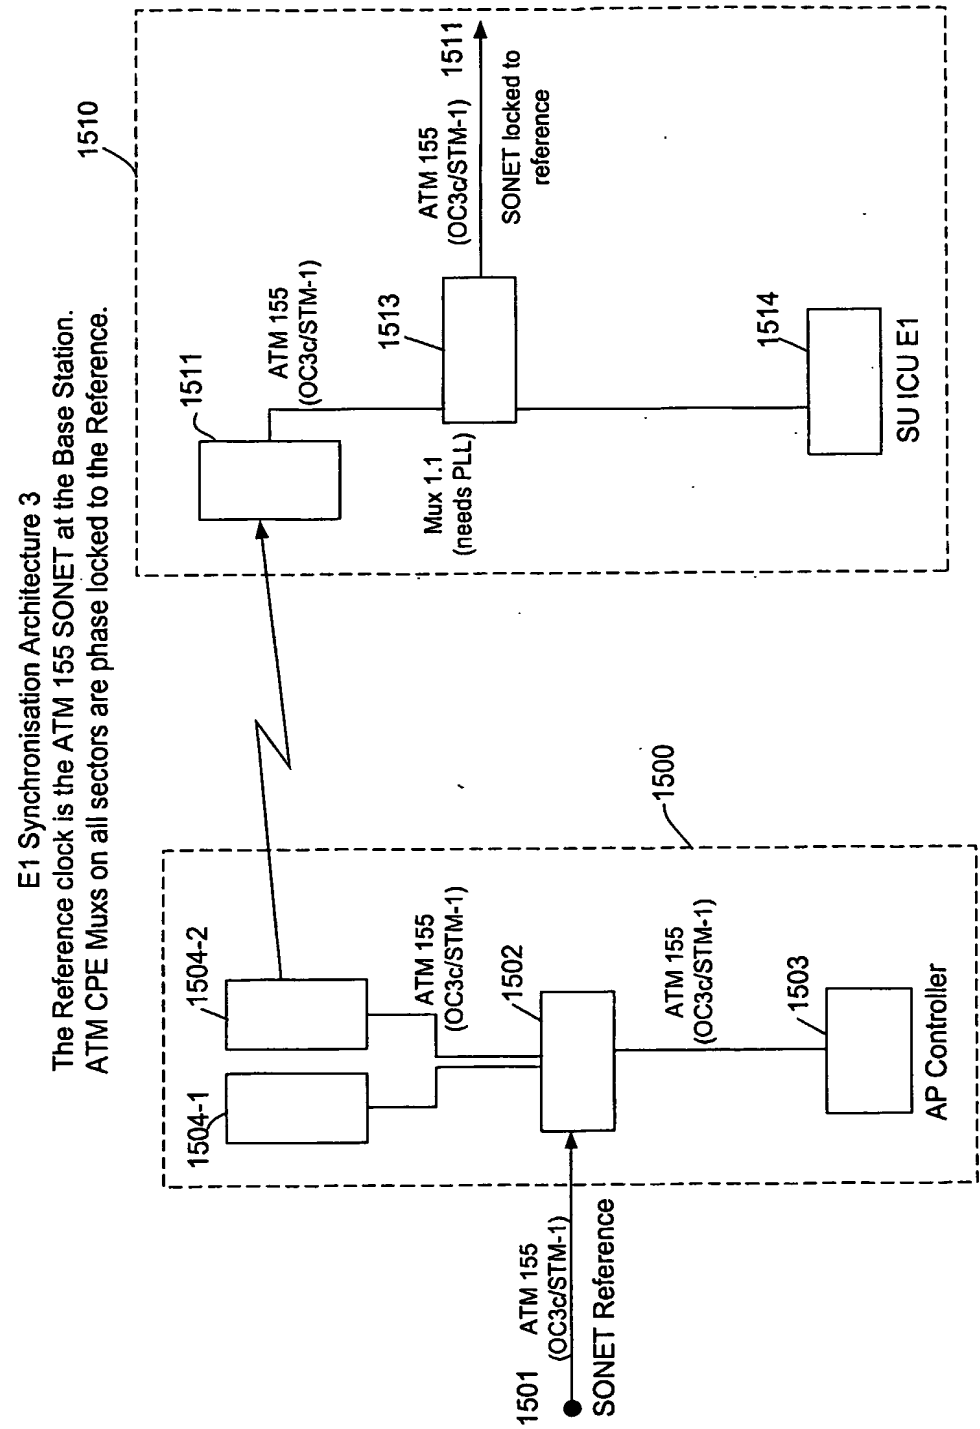 E1 Synchronisation Architecture 3
The Reference clock is the ATM 155 SONET at the Base Station.
ATM CPE Muxs on all sectors are phase locked to the Reference.
1501
ATM 155
(OC3c/STM-1)
SONET Reference
1504-1
1504-2
ATM 155
(OC3c/STM-1)
1502
ATM 155
(OC3c/STM-1)
1503
AP Controller
1500
1510
1511
ATM 155
(OC3c/STM-1)
Mux 1.1
(needs PLL)
1513
ATM 155
(OC3c/STM-1)
1511
SONET locked to
reference
1514
SU ICU E1